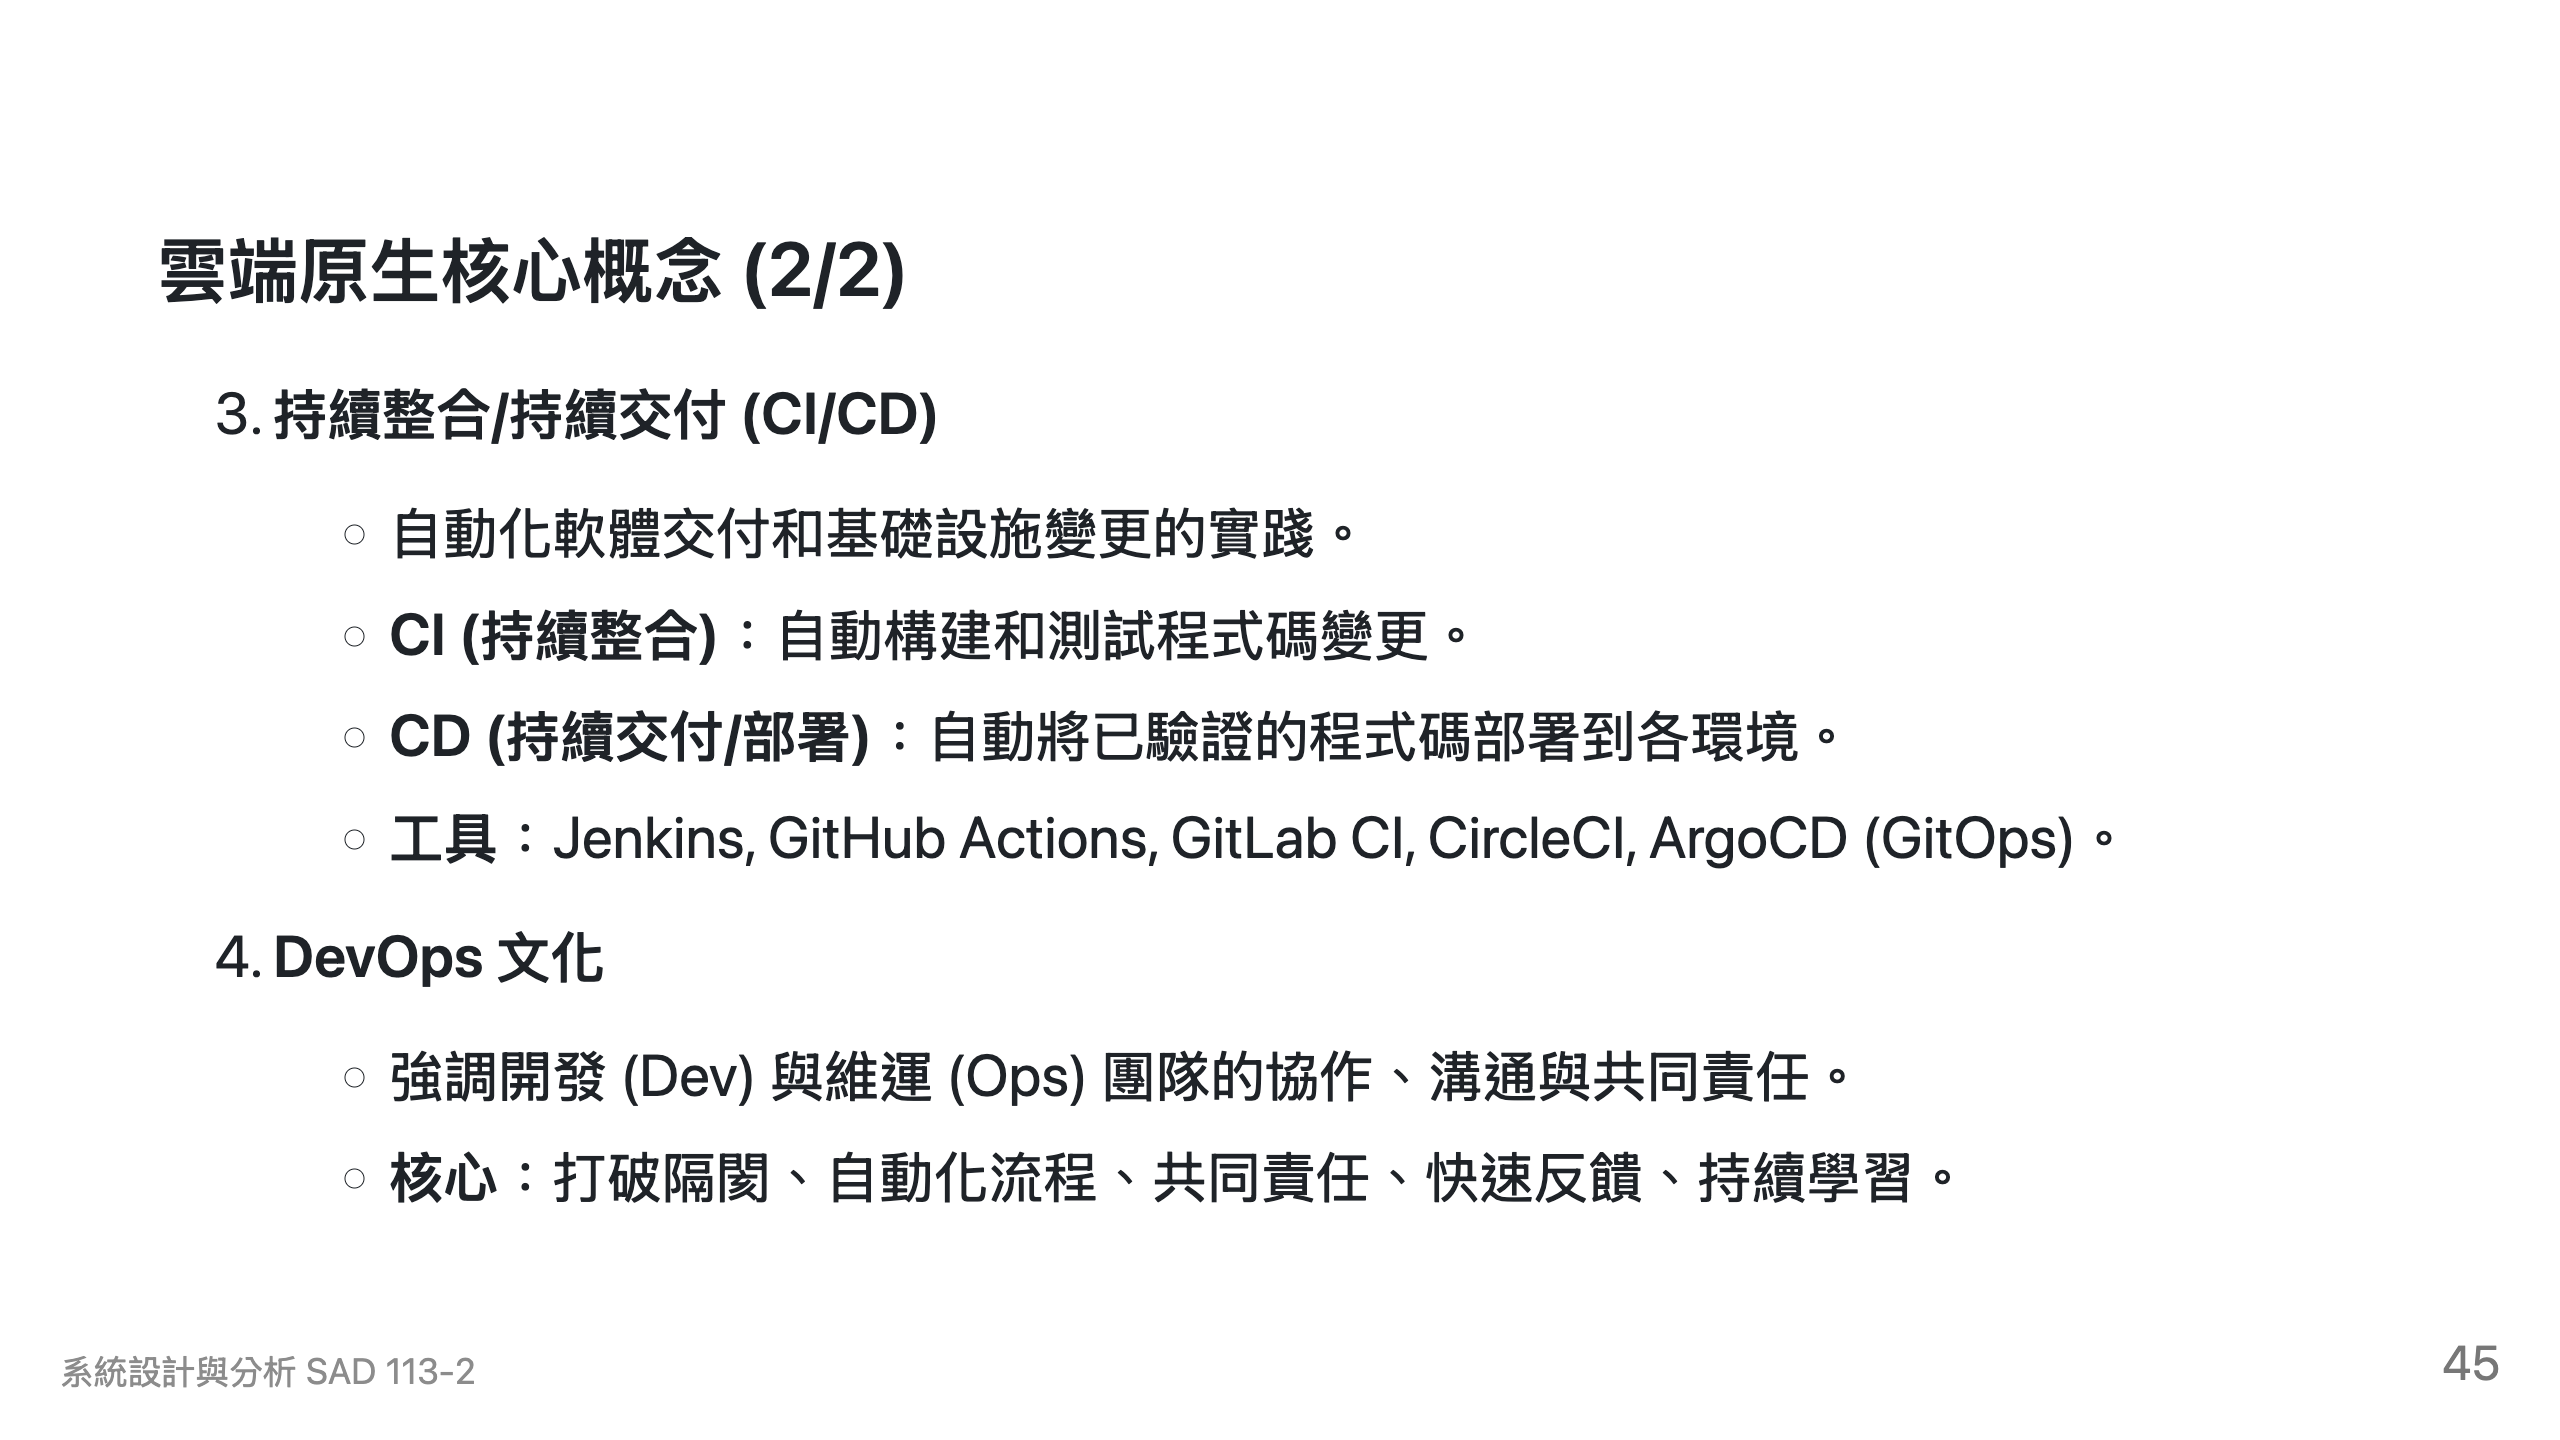 雲端原生核心概念 (2/2)
3. 持續整合/持續交付 (CI/CD)
○ 自動化軟體交付和基礎設施變更的實踐。
○ CI (持續整合)：自動構建和測試程式碼變更。
○ CD (持續交付/部署)：自動將已驗證的程式碼部署到各環境。
○ 工具：Jenkins, GitHub Actions, GitLab CI, CircleCI, ArgoCD (GitOps)。
4. DevOps 文化
○ 強調開發 (Dev) 與維運 (Ops) 團隊的協作、溝通與共同責任。
○ 核心：打破隔閡、自動化流程、共同責任、快速反饋、持續學習。
系統設計與分析 SAD 113-2
45